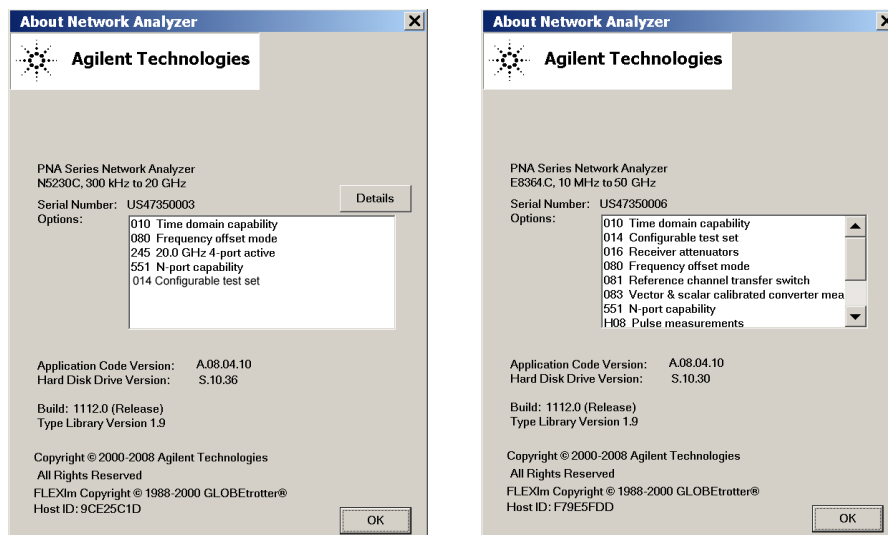 About Network Analyzer
Agilent Technologies
PNA Series Network Analyzer
N5230C, 300 kHz to 20 GHz
Serial Number: US47350003
Details
Options:
010 Time domain capability
080 Frequency offset mode
245 20.0 GHz 4-port active
551 N-port capability
014 Configurable test set
Application Code Version: A.08.04.10
Hard Disk Drive Version: S.10.36
Build: 1112.0 (Release)
Type Library Version 1.9
Copyright © 2000-2008 Agilent Technologies
All Rights Reserved
FLEXlm Copyright © 1988-2000 GLOBEtrotter®
Host ID: 9CE25C1D
OK
About Network Analyzer
Agilent Technologies
PNA Series Network Analyzer
E8364C, 10 MHz to 50 GHz
Serial Number: US47350006
Options:
010 Time domain capability
014 Configurable test set
016 Receiver attenuators
080 Frequency offset mode
081 Reference channel transfer switch
083 Vector & scalar calibrated converter mea
551 N-port capability
H08 Pulse measurements
Application Code Version: A.08.04.10
Hard Disk Drive Version: S.10.30
Build: 1112.0 (Release)
Type Library Version 1.9
Copyright © 2000-2008 Agilent Technologies
All Rights Reserved
FLEXlm Copyright © 1988-2000 GLOBEtrotter®
Host ID: F79E5FDD
OK